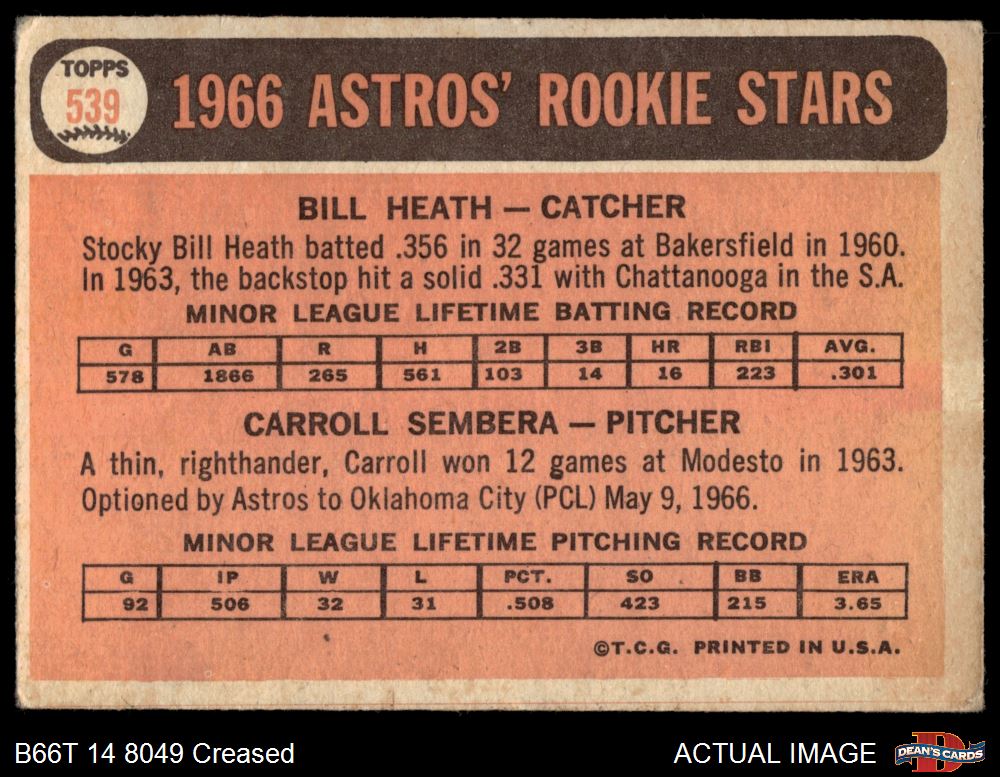 TOPPS
539
1966 ASTROS' ROOKIE STARS
BILL HEATH — CATCHER
Stocky Bill Heath batted .356 in 32 games at Bakersfield in 1960.
In 1963, the backstop hit a solid .331 with Chattanooga in the S.A.
MINOR LEAGUE LIFETIME BATTING RECORD
G AB R H 2B 3B HR RBI AVG.
578 1866 265 561 103 14 16 223 .301
CARROLL SEMBERA — PITCHER
A thin, righthander, Carroll won 12 games at Modesto in 1963.
Optioned by Astros to Oklahoma City (PCL) May 9, 1966.
MINOR LEAGUE LIFETIME PITCHING RECORD
G IP W L PCT. SO BB ERA
92 506 32 31 .508 423 215 3.65
©T.C.G. PRINTED IN U.S.A.
B66T 14 8049 Creased
ACTUAL IMAGE
DEAN'S CARDS